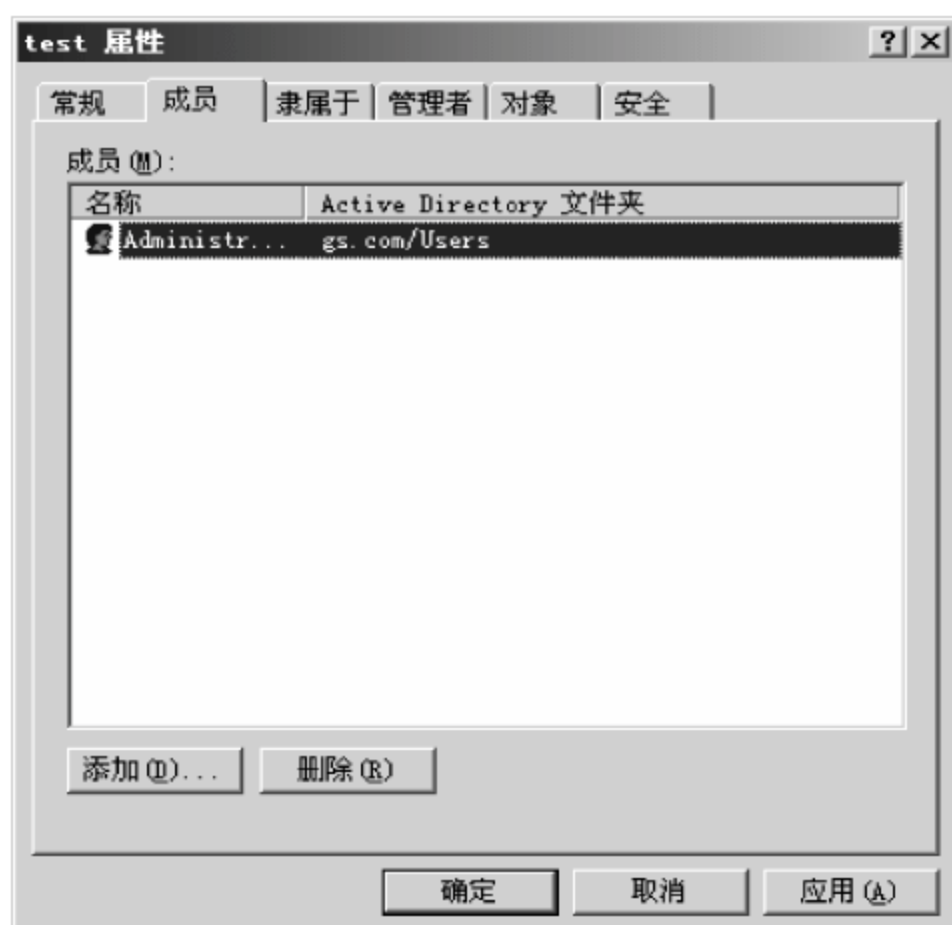 test 属性
常规 成员 隶属于 管理者 对象 安全
成员(M):
名称 Active Directory 文件夹
Administr... gs.com/Users
添加(D)... 删除(R)
确定 取消 应用(A)